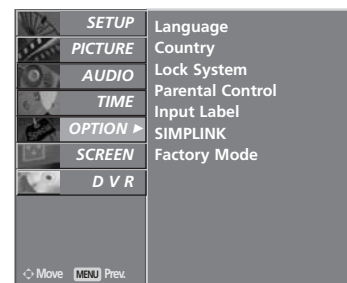 SETUP
PICTURE
AUDIO
TIME
OPTION ►
SCREEN
D V R
Move MENU Prev.
Language
Country
Lock System
Parental Control
Input Label
SIMPLINK
Factory Mode